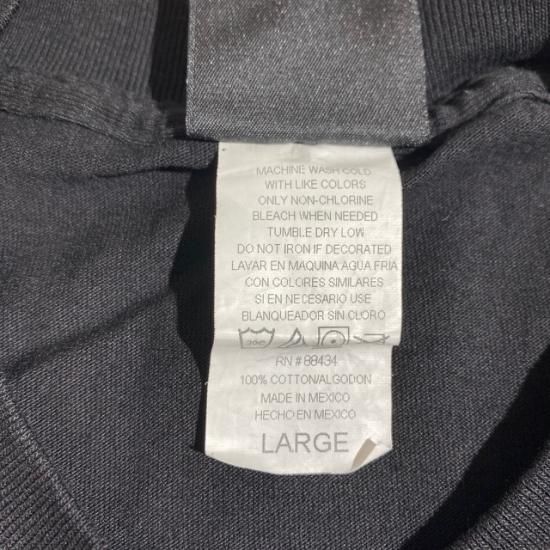 MACHINE WASH COLD
WITH LIKE COLORS
ONLY NON-CHLORINE
BLEACH WHEN NEEDED
TUMBLE DRY LOW
DO NOT IRON IF DECORATED
LAVAR EN MAQUINA AGUA FRIA
CON COLORES SIMILARES
SI EN NECESARIO USE
BLANQUEADOR SIN CLORO
RN # 88434
100% COTTON/ALGODON
MADE IN MEXICO
HECHO EN MEXICO
LARGE